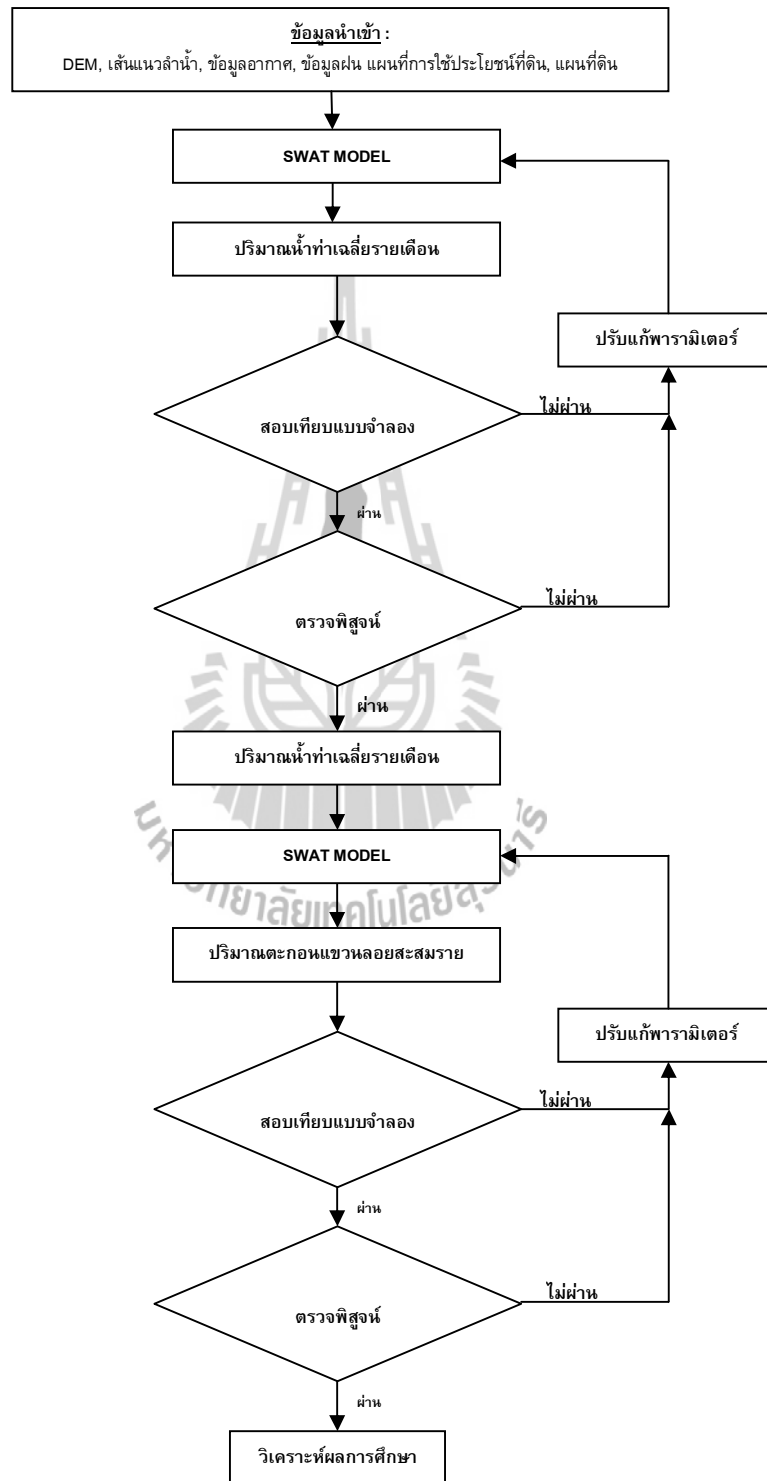 ข้อมูลนำเข้า :
DEM, เส้นแนวลำน้ำ, ข้อมูลอากาศ, ข้อมูลฝน แผนที่การใช้ประโยชน์ที่ดิน, แผนที่ดิน
SWAT MODEL
ปริมาณน้ำท่าเฉลี่ยรายเดือน
ปรับแก้พารามิเตอร์
สอบเทียบแบบจำลอง
ไม่ผ่าน
ผ่าน
ตรวจพิสูจน์
ไม่ผ่าน
ผ่าน
ปริมาณน้ำท่าเฉลี่ยรายเดือน
SWAT MODEL
ปริมาณตะกอนแขวนลอยสะสมราย
ปรับแก้พารามิเตอร์
สอบเทียบแบบจำลอง
ไม่ผ่าน
ผ่าน
ตรวจพิสูจน์
ไม่ผ่าน
ผ่าน
วิเคราะห์ผลการศึกษา